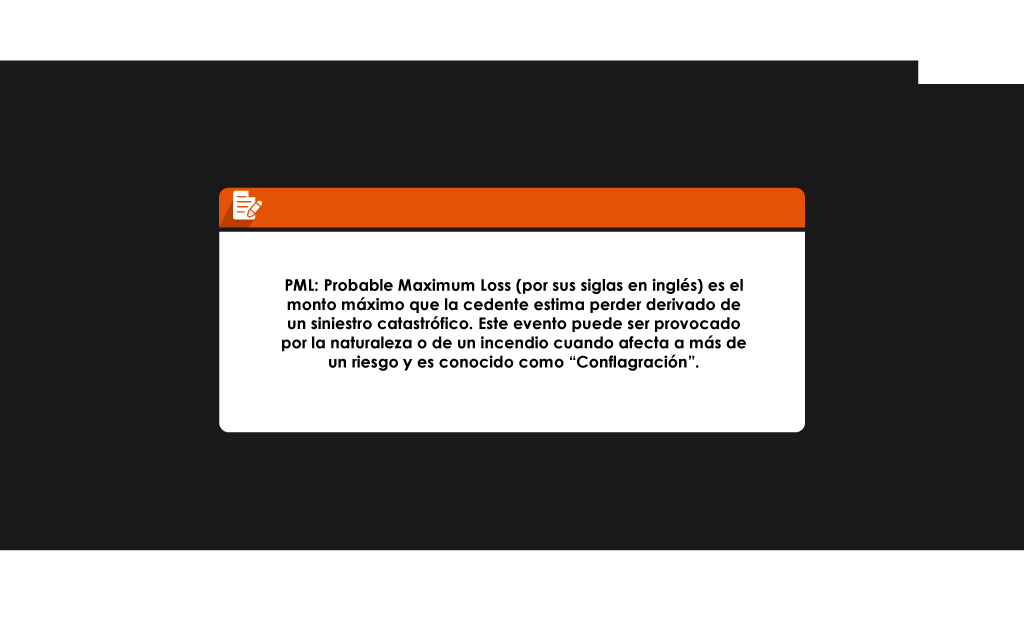 PML: Probable Maximum Loss (por sus siglas en inglés) es el
monto máximo que la cedente estima perder derivado de
un siniestro catastrófico. Este evento puede ser provocado
por la naturaleza o de un incendio cuando afecta a más de
un riesgo y es conocido como “Conflagración”.